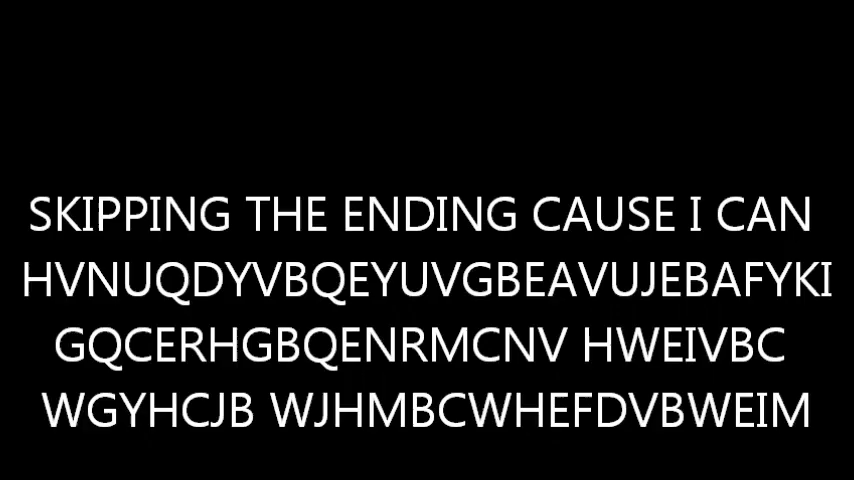 SKIPPING THE ENDING CAUSE I CAN
HVNUQDYVBQEYUVGBEAVUJEBAFYKI
GQCERHGBQENRMCNV HWEIVBC
WGYHCJB WJHMBCWHEFDVBWEIM